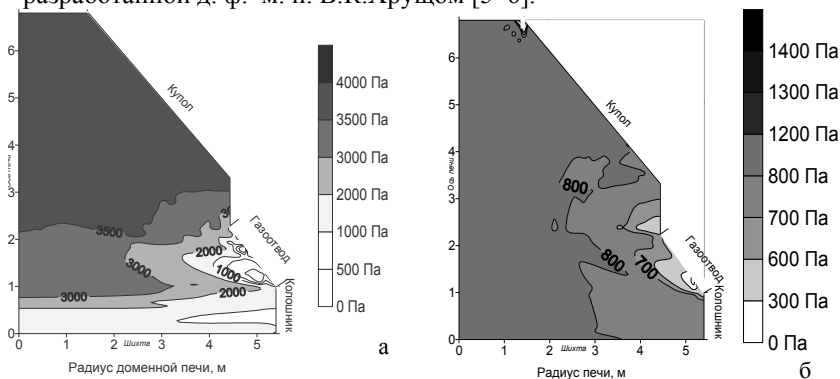 разработанной д. ф.- м. н. В.К.Хрущом [5-6].
6
5
4
3
2
1
0
Купол
3500
3000
3000
2000
1000
2000
Газоотвод
Колошник
0 1 2 Шихта 3 4 5
Радиус доменной печи, м
4000 Па
3500 Па
3000 Па
2000 Па
1000 Па
500 Па
0 Па
а
6
5
4
3
2
1
0
Ось печи
Купол
800
800
700
Газоотвод
Колошник
0 1 2 Шихта 3 4 5
Радиус печи, м
1400 Па
1300 Па
1200 Па
800 Па
700 Па
600 Па
300 Па
0 Па
б